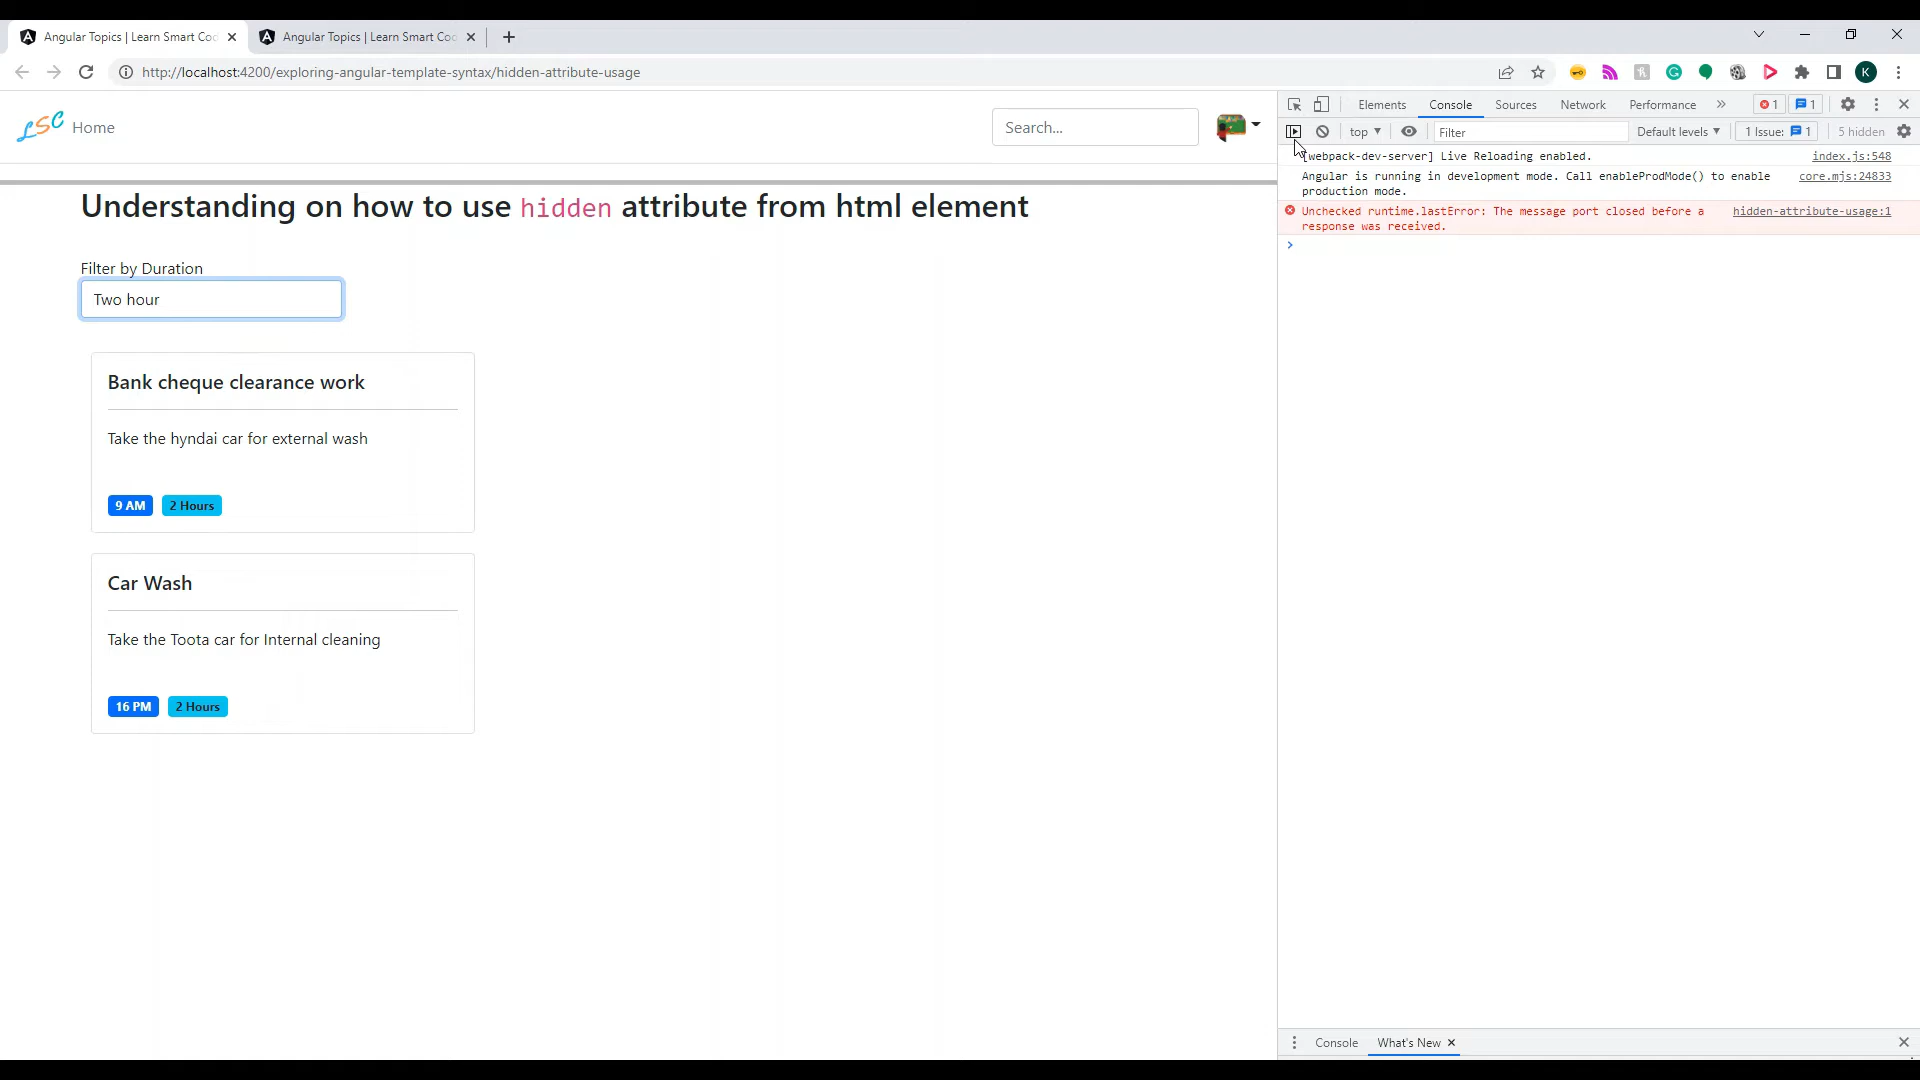 Angular Topics | Learn Smart Coo
Angular Topics | Learn Smart Coo
http://localhost:4200/exploring-angular-template-syntax/hidden-attribute-usage
K
LSC Home
Search...
Understanding on how to use hidden attribute from html element
Filter by Duration
Two hour
Bank cheque clearance work
Take the hyndai car for external wash
9 AM 2 Hours
Car Wash
Take the Toota car for Internal cleaning
16 PM 2 Hours
Elements Console Sources Network Performance » 1 1
top Filter Default levels 1 Issue: 1 5 hidden
[webpack-dev-server] Live Reloading enabled. index.js:548
Angular is running in development mode. Call enableProdMode() to enable core.mjs:24833
production mode.
Unchecked runtime.lastError: The message port closed before a hidden-attribute-usage:1
response was received.
Console What's New